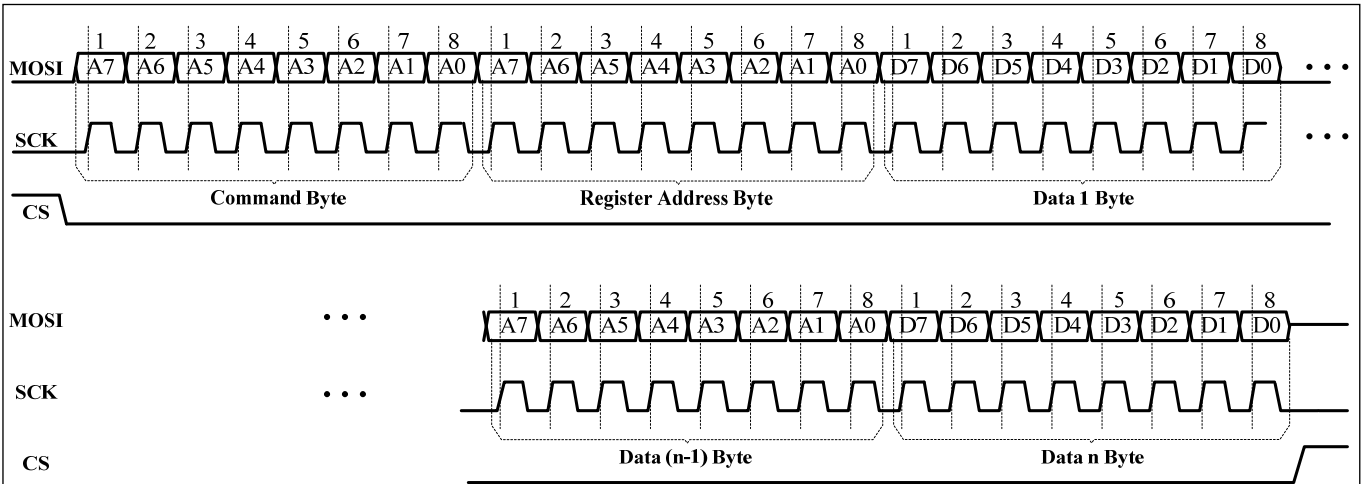 1 2 3 4 5 6 7 8 1 2 3 4 5 6 7 8 1 2 3 4 5 6 7 8
MOSI A7 A6 A5 A4 A3 A2 A1 A0 A7 A6 A5 A4 A3 A2 A1 A0 D7 D6 D5 D4 D3 D2 D1 D0 • • •
SCK • • •
Command Byte Register Address Byte Data 1 Byte
CS
1 2 3 4 5 6 7 8 1 2 3 4 5 6 7 8
MOSI • • • A7 A6 A5 A4 A3 A2 A1 A0 D7 D6 D5 D4 D3 D2 D1 D0
SCK • • •
Data (n-1) Byte Data n Byte
CS